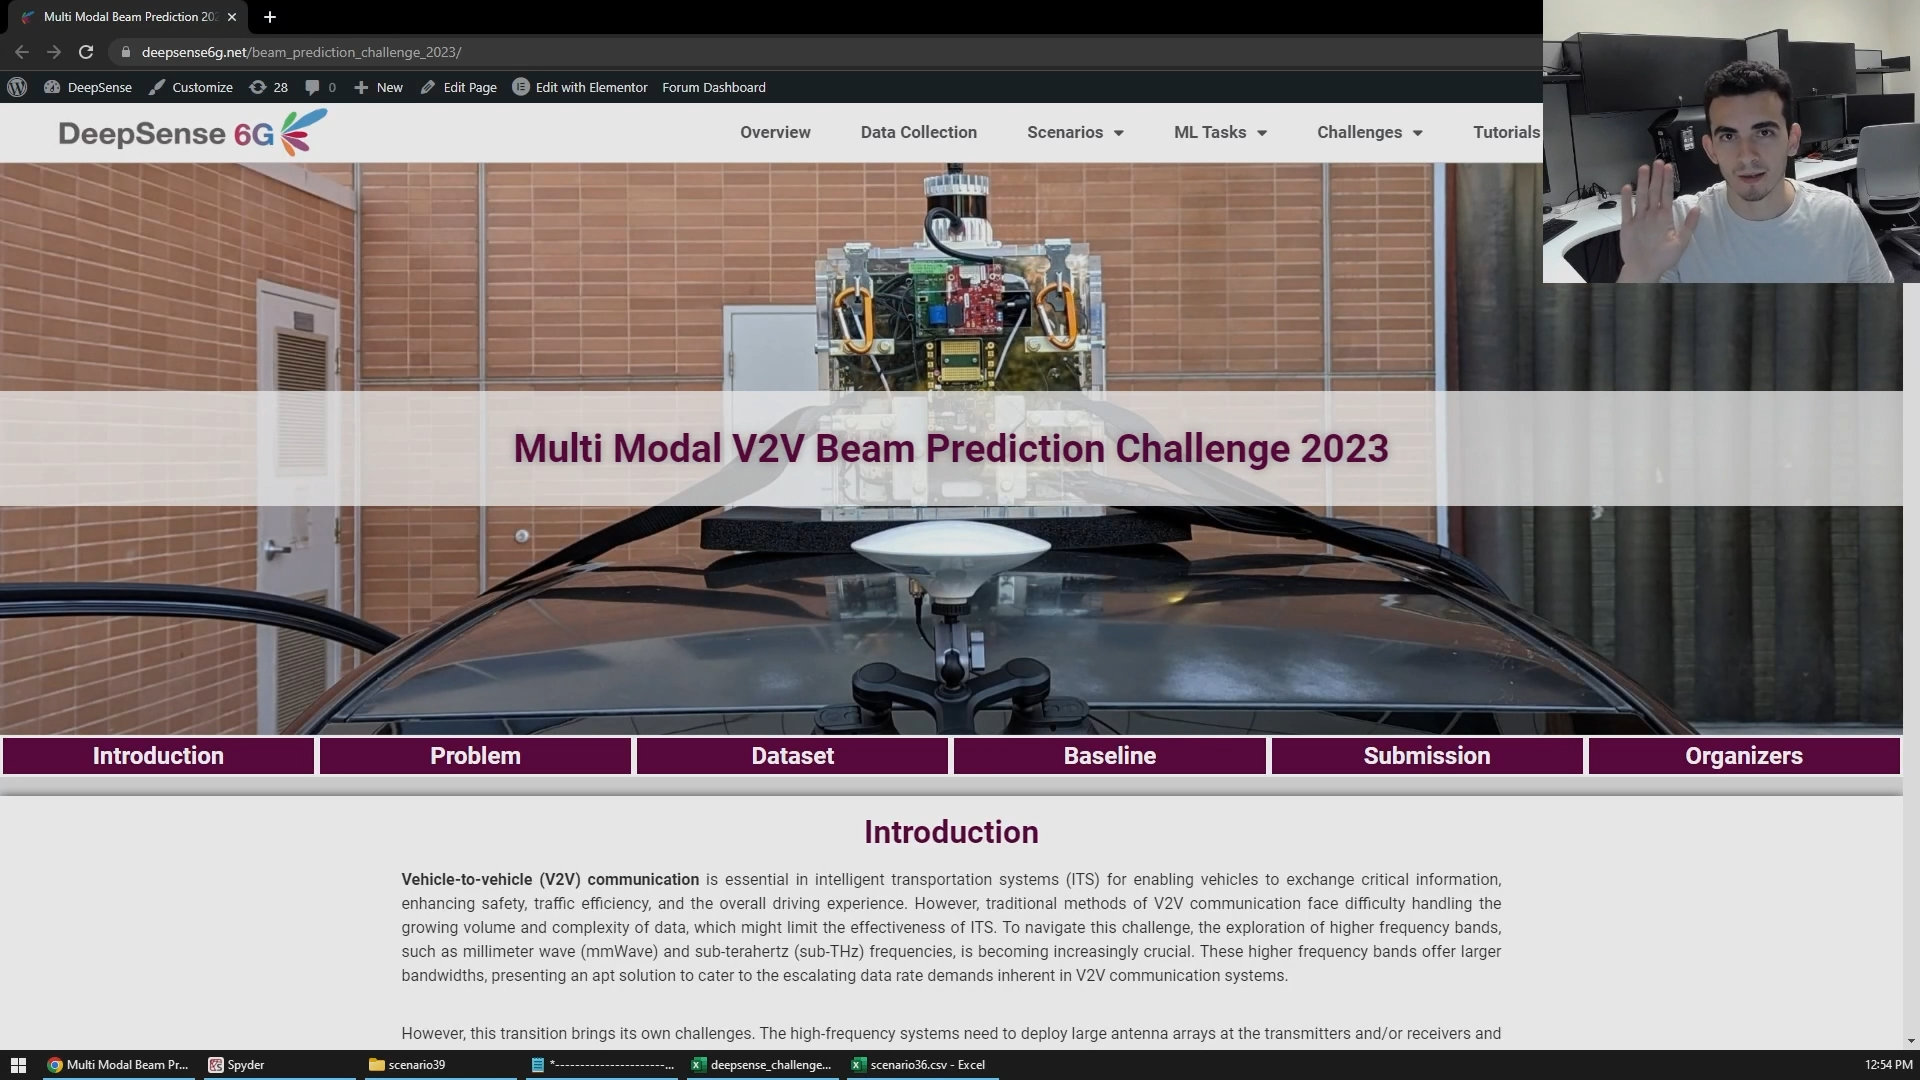 Multi Modal Beam Prediction 202
deepsense6g.net/beam_prediction_challenge_2023/
DeepSense
Customize
28
0
New
Edit Page
Edit with Elementor
Forum Dashboard
DeepSense 6G
Overview
Data Collection
Scenarios
ML Tasks
Challenges
Tutorials
Multi Modal V2V Beam Prediction Challenge 2023
Introduction
Problem
Dataset
Baseline
Submission
Organizers
Introduction
Vehicle-to-vehicle (V2V) communication is essential in intelligent transportation systems (ITS) for enabling vehicles to exchange critical information,
enhancing safety, traffic efficiency, and the overall driving experience. However, traditional methods of V2V communication face difficulty handling the
growing volume and complexity of data, which might limit the effectiveness of ITS. To navigate this challenge, the exploration of higher frequency bands,
such as millimeter wave (mmWave) and sub-terahertz (sub-THz) frequencies, is becoming increasingly crucial. These higher frequency bands offer larger
bandwidths, presenting an apt solution to cater to the escalating data rate demands inherent in V2V communication systems.
However, this transition brings its own challenges. The high-frequency systems need to deploy large antenna arrays at the transmitters and/or receivers and
Multi Modal Beam Pr...
Spyder
scenario39
*----------------------...
deepsense_challenge...
scenario36.csv - Excel
12:54 PM